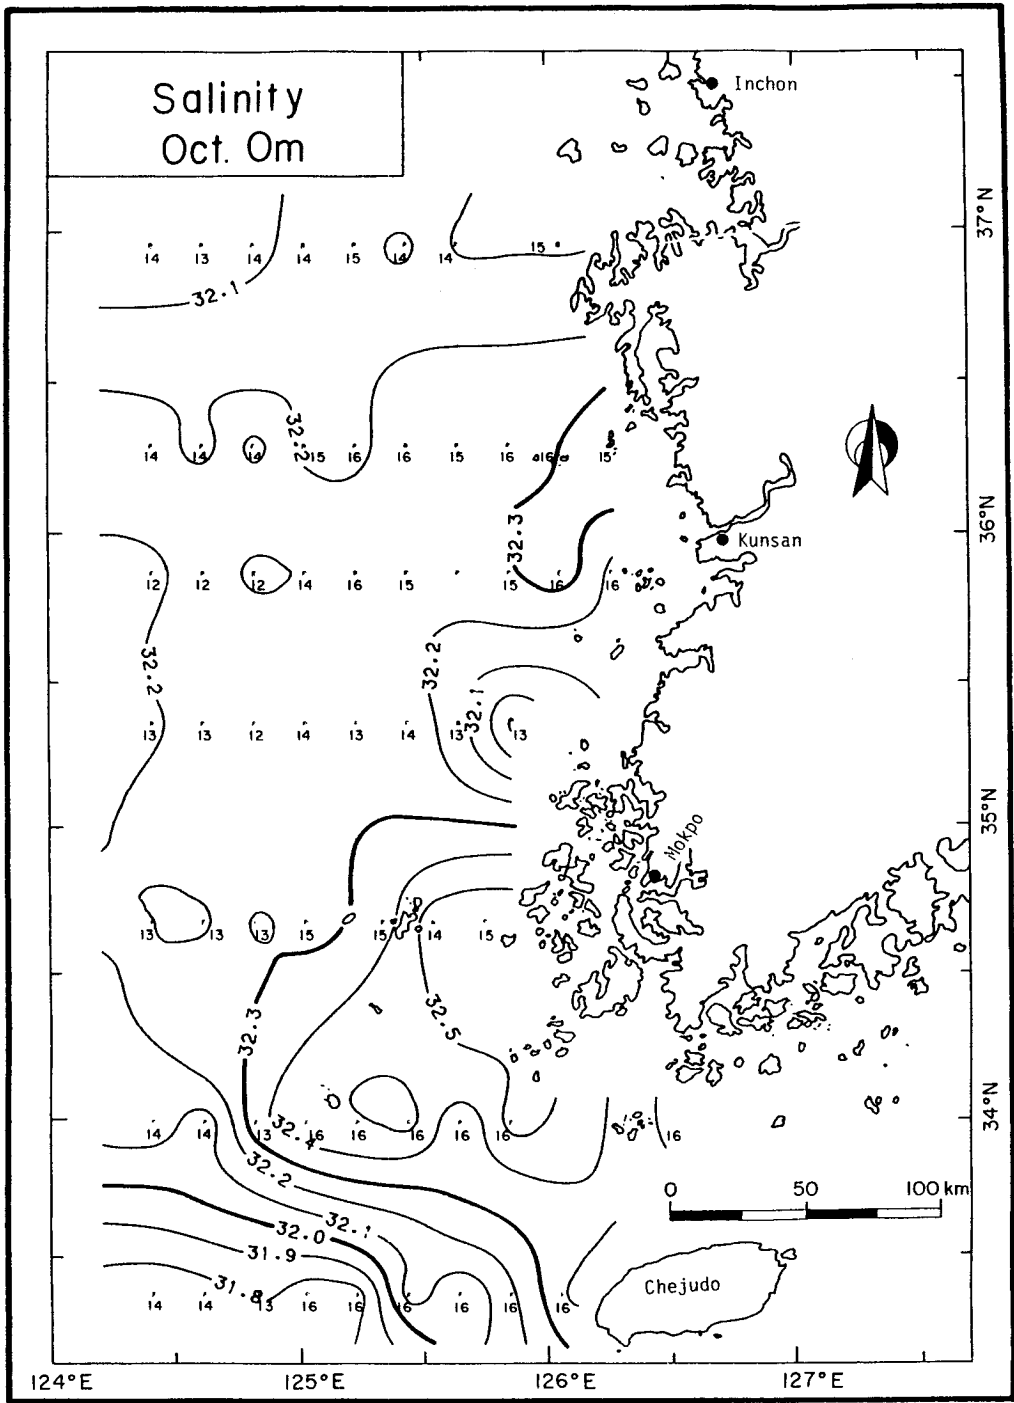 Salinity
Oct. 0m
Inchon
37°N
14 13 14 14 15 14 14 15
32.1
32.2
14 14 14 15 16 16 15 16 16 15
32.3
36°N
Kunsan
12 12 12 14 16 15 15 16 16
32.2
32.2
32.1
13 13 12 14 13 14 13 13
35°N
Mokpo
13 13 13 15 15 14 15
32.5
32.3
34°N
14 14 13 16 16 16 16 16 16
32.4
32.2
0 50 100 km
32.1
32.0
31.9
31.8
Chejudo
14 14 13 16 16 16 16 16 16
124°E 125°E 126°E 127°E